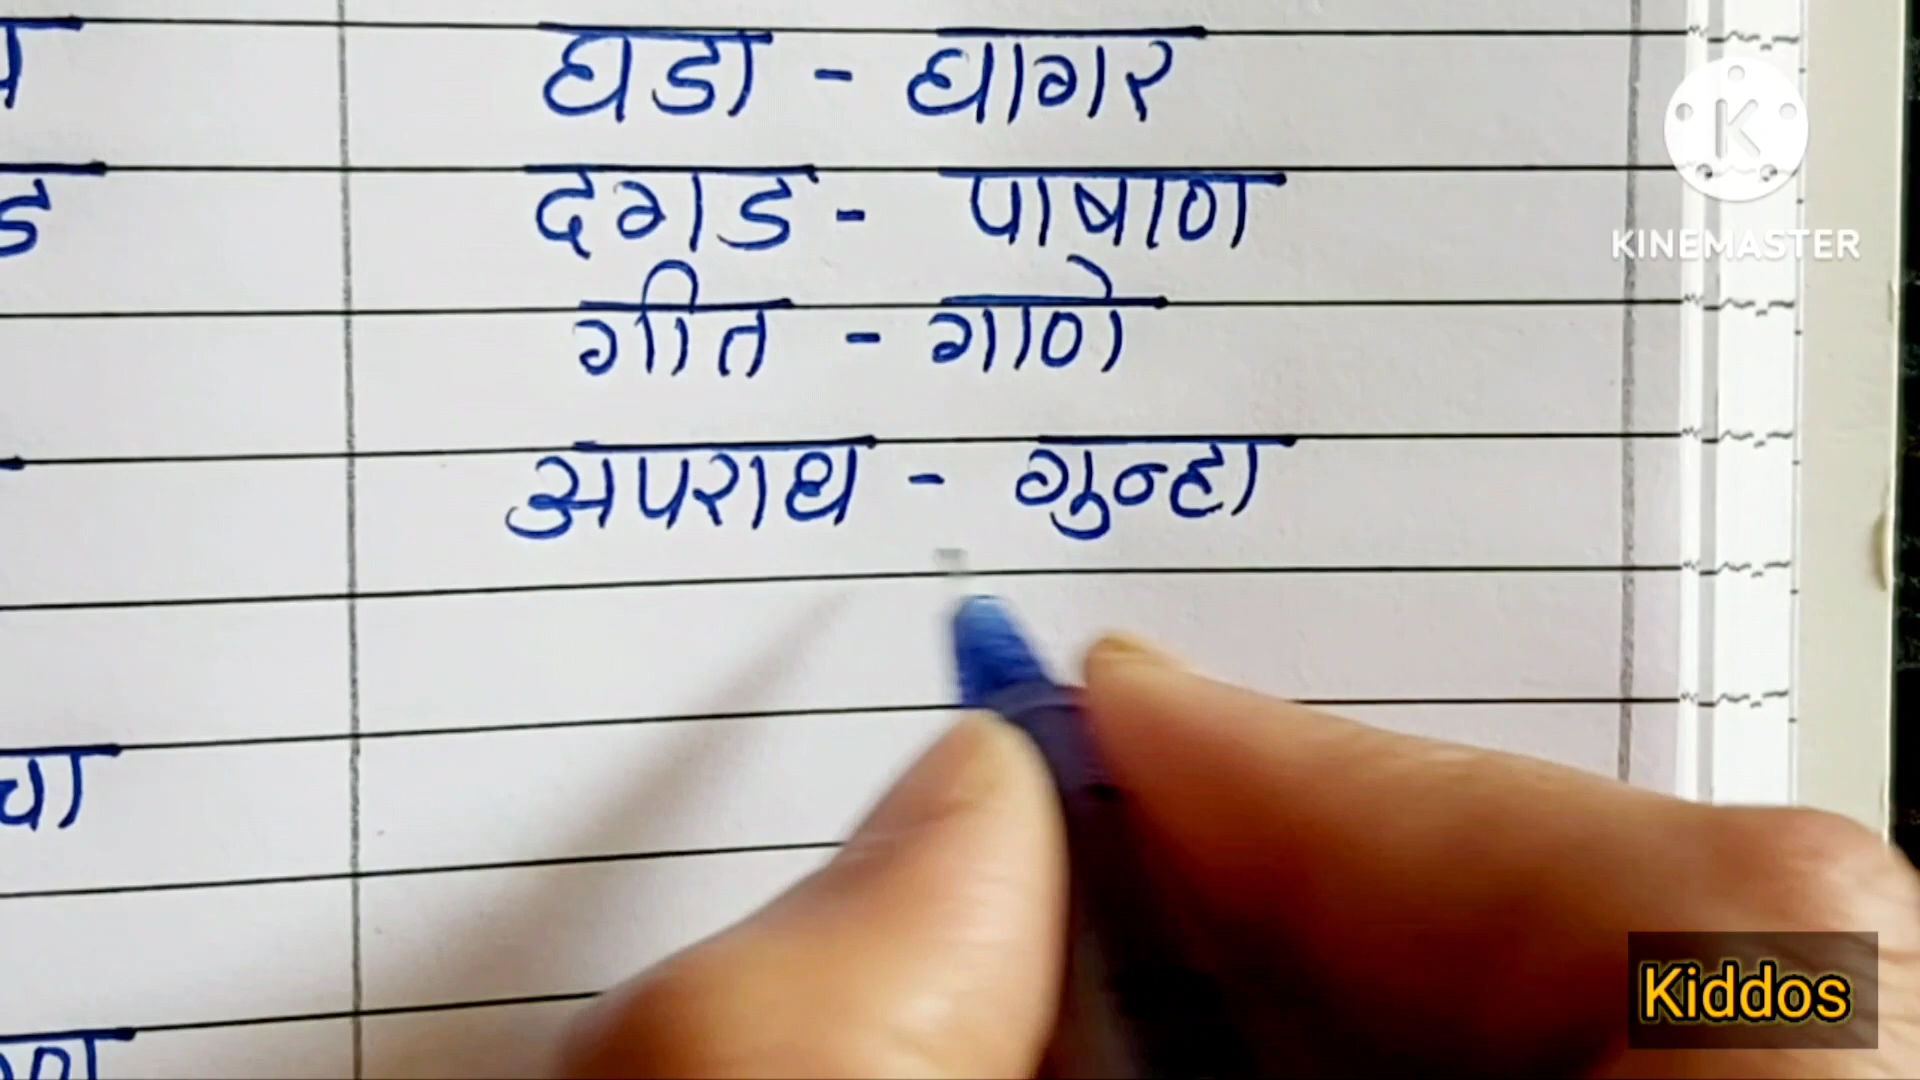 घडा - घागर
दगड - पाषाण
गीत - गाणे
अपराध - गुन्हा
KINEMASTER
Kiddos